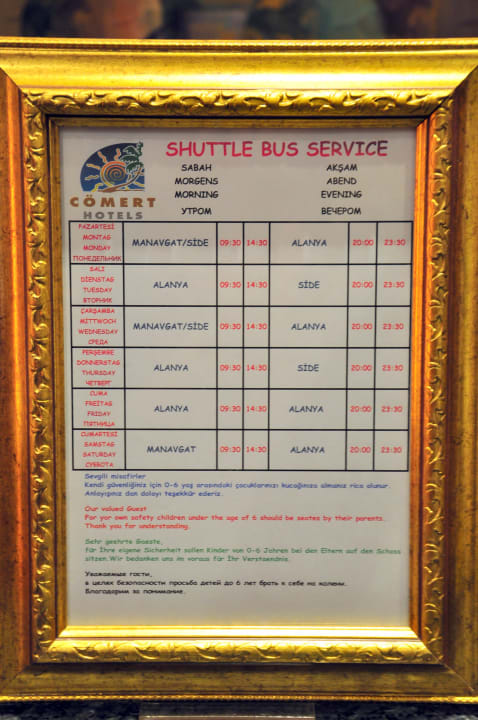 SHUTTLE BUS SERVICE
CÖMERT
HOTELS
SABAH AKŞAM
MORGENS ABEND
MORNING EVENING
УТРОМ ВЕЧЕРОМ
PAZARTESİ
MONTAG
MONDAY
ПОНЕДЕЛЬНИК
MANAVGAT/SİDE 09:30 14:30 ALANYA 20:00 23:30
SALI
DİENSTAG
TUESDAY
ВТОРНИК
ALANYA 09:30 14:30 SİDE 20:00 23:30
ÇARŞAMBA
MİTTWOCH
WEDNESDAY
СРЕДА
MANAVGAT/SİDE 09:30 14:30 ALANYA 20:00 23:30
PERŞEMBE
DONNERSTAG
THURSDAY
ЧЕТВЕРГ
ALANYA 09:30 14:30 SİDE 20:00 23:30
CUMA
FREİTAG
FRIDAY
ПЯТНИЦА
ALANYA 09:30 14:30 ALANYA 20:00 23:30
CUMARTESİ
SAMSTAG
SATURDAY
СУББОТА
MANAVGAT 09:30 14:30 ALANYA 20:00 23:30
Sevgili misafirler
Kendi güvenliğiniz için 0-6 yaş arasındaki çocuklarınızı kucağınıza almanız rica olunur.
Anlayışınız dan dolayı teşekkür ederiz.
Our valued Guest
For yor own safety children under the age of 6 should be seates by their parents.
Thank you for understanding.
Sehr geehrte Gaeste,
für Ihre eigene Sicherheit sollen Kinder von 0-6 Jahren bei den Eltern auf den Schoss
sitzen.Wir bedanken uns im voraus für Ihr Verstaendnis.
Уважаемые гости,
в целях безопасности просьба детей до 6 лет брать к себе на колени.
Благодарим за понимание.